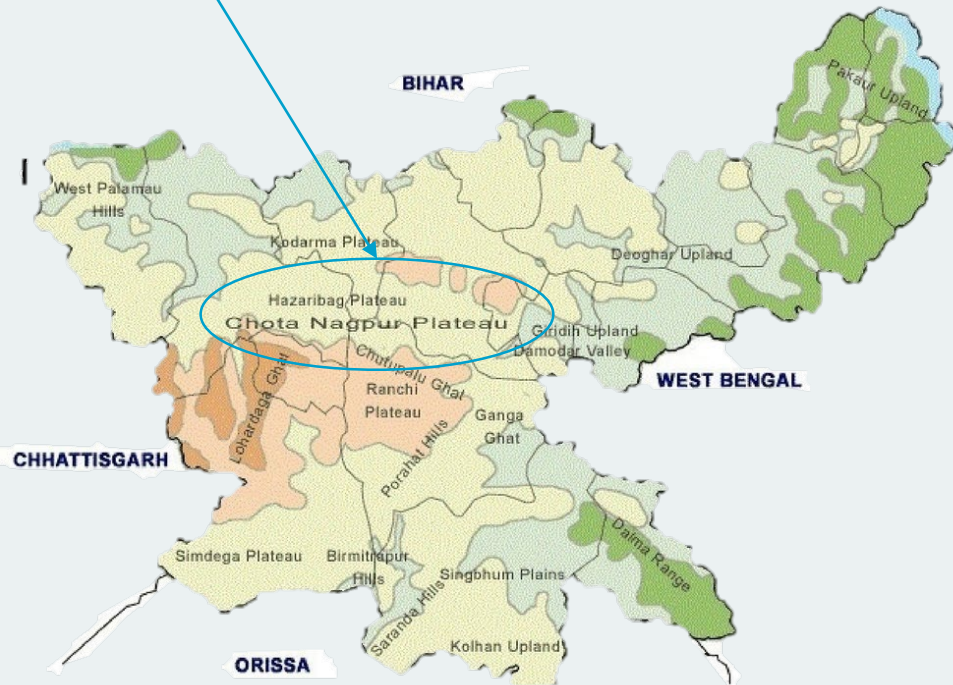 BIHAR
Pakaur Upland
West Palamau
Hills
Kodarma Plateau
Deoghar Upland
Hazaribag Plateau
Chota Nagpur Plateau
Giridih Upland
Damodar Valley
Chutupalu Ghat
WEST BENGAL
Lohardaga Ghat
Ranchi
Plateau
Ganga
Ghat
Porahat Hills
CHHATTISGARH
Dalma Range
Simdega Plateau
Birmitrapur
Hills
Singbhum Plains
Saranda Hills
Kolhan Upland
ORISSA